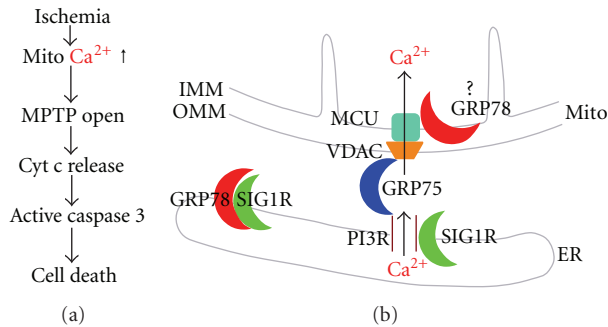 Ischemia
Mito Ca²⁺ ↑
MPTP open
Cyt c release
Active caspase 3
Cell death
(a)
Ca²⁺
?
IMM
GRP78
OMM
MCU
Mito
VDAC
GRP75
GRP78
SIG1R
PI3R
SIG1R
ER
Ca²⁺
(b)